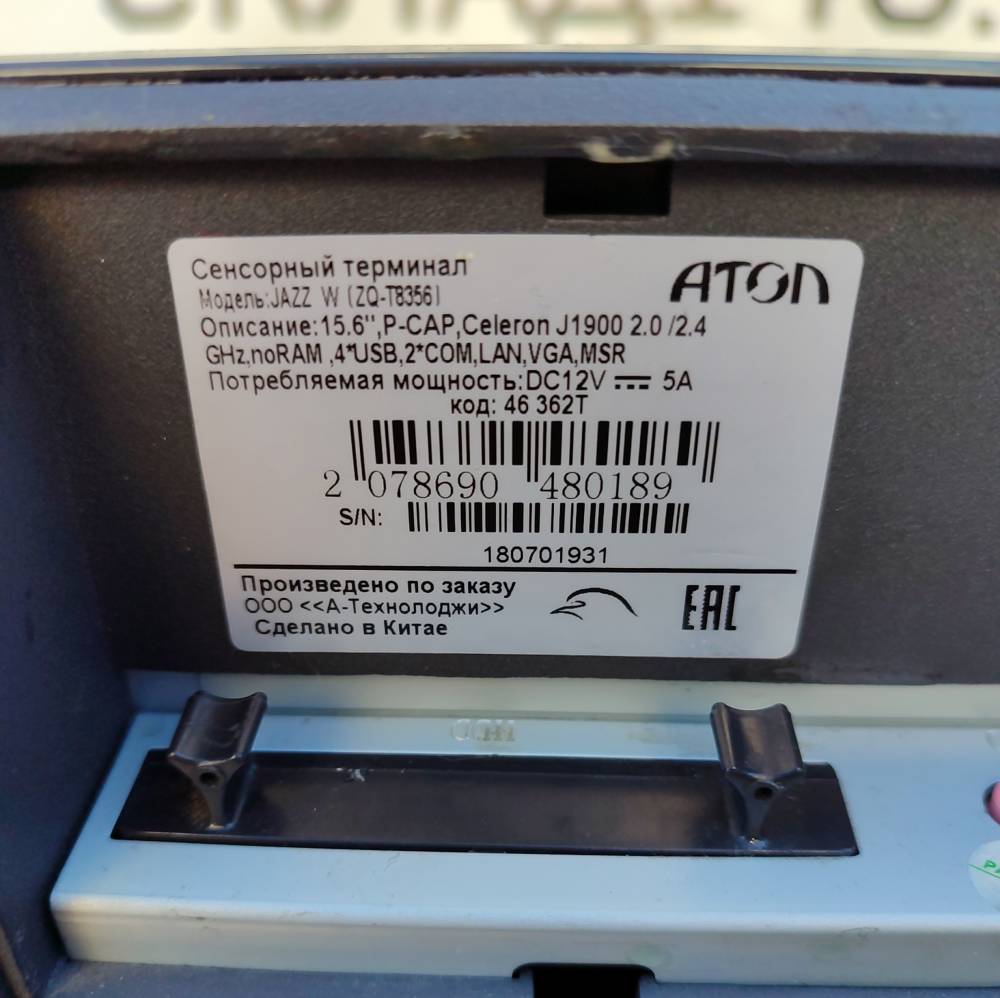 Сенсорный терминал
АТОЛ
Модель:JAZZ W (ZQ-T8356)
Описание:15.6",P-CAP,Celeron J1900 2.0 /2.4
GHz,noRAM ,4*USB,2*COM,LAN,VGA,MSR
Потребляемая мощность:DC12V 5A
код: 46 362T
2 078690 480189
S/N:
180701931
Произведено по заказу
ООО <<А-Технолоджи>>
Сделано в Китае
EAC
HDD